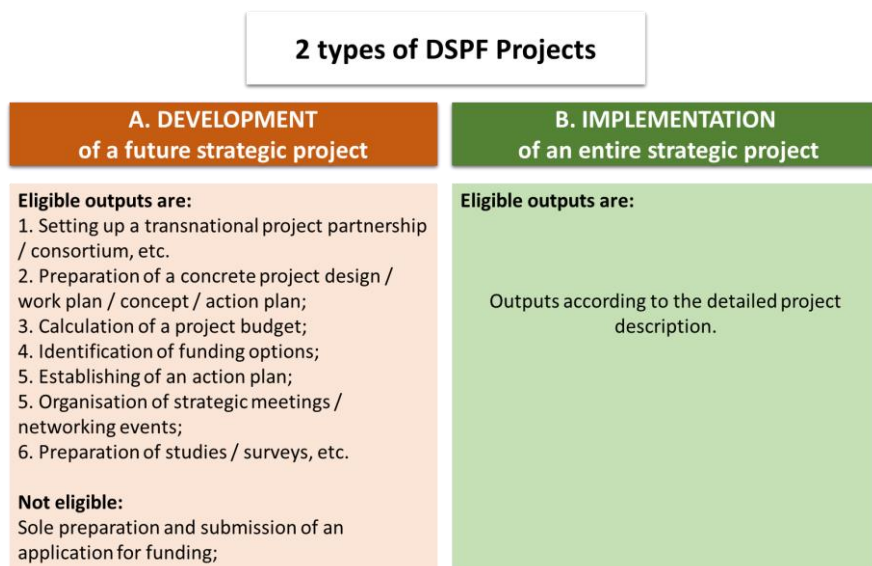 2 types of DSPF Projects
A. DEVELOPMENT
of a future strategic project
Eligible outputs are:
1. Setting up a transnational project partnership
/ consortium, etc.
2. Preparation of a concrete project design /
work plan / concept / action plan;
3. Calculation of a project budget;
4. Identification of funding options;
5. Establishing of an action plan;
5. Organisation of strategic meetings /
networking events;
6. Preparation of studies / surveys, etc.
Not eligible:
Sole preparation and submission of an
application for funding;
B. IMPLEMENTATION
of an entire strategic project
Eligible outputs are:
Outputs according to the detailed project
description.